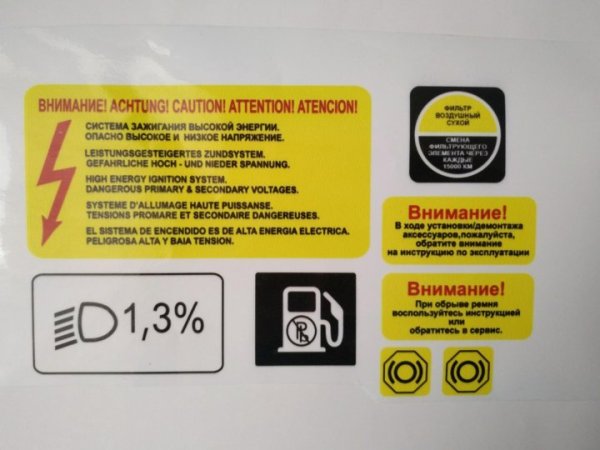 ВНИМАНИЕ! ACHTUNG! CAUTION! ATTENTION! ATENCION!
СИСТЕМА ЗАЖИГАНИЯ ВЫСОКОЙ ЭНЕРГИИ.
ОПАСНО ВЫСОКОЕ И НИЗКОЕ НАПРЯЖЕНИЕ.
LEISTUNGSGESTEIGERTES ZUNDSYSTEM.
GEFAHRLICHE HOCH - UND NIEDER SPANNUNG.
HIGH ENERGY IGNITION SYSTEM.
DANGEROUS PRIMARY & SECONDARY VOLTAGES.
SYSTEME D'ALLUMAGE HAUTE PUISSANSE.
TENSIONS PROMARE ET SECONDAIRE DANGEREUSES.
EL SISTEMA DE ENCENDIDO ES DE ALTA ENERGIA ELECTRICA.
PELIGROSA ALTA Y BAIA TENSION.
ФИЛЬТР
ВОЗДУШНЫЙ
СУХОЙ
СМЕНА
ФИЛЬТРУЮЩЕГО
ЭЛЕМЕНТА ЧЕРЕЗ
КАЖДЫЕ
15000 КМ
Внимание!
В ходе установки/демонтажа
аксессуаров,пожалуйста,
обратите внимание
на инструкцию по эксплуатации
Внимание!
При обрыве ремня
воспользуйтесь инструкцией
или
обратитесь в сервис.
1,3%